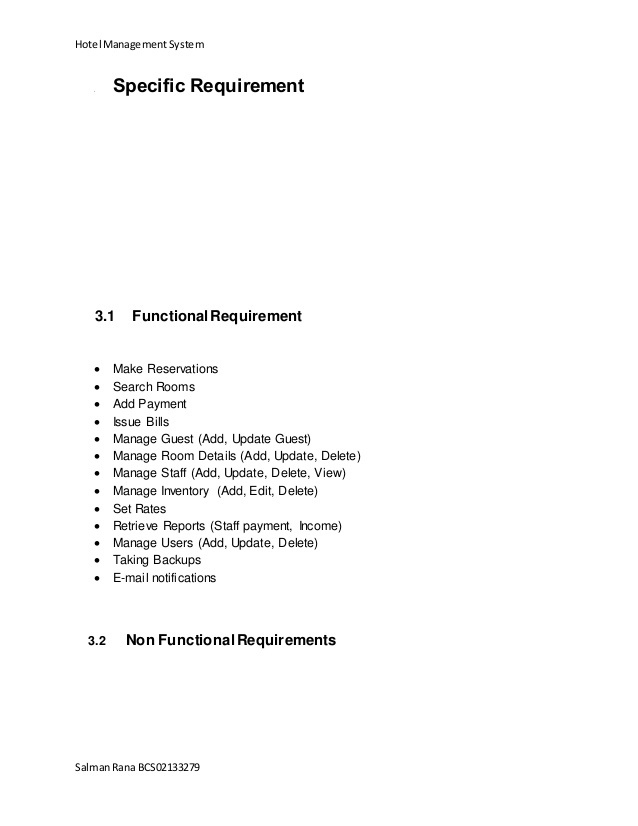 Hotel Management System
Specific Requirement
3.1 Functional Requirement
• Make Reservations
• Search Rooms
• Add Payment
• Issue Bills
• Manage Guest (Add, Update Guest)
• Manage Room Details (Add, Update, Delete)
• Manage Staff (Add, Update, Delete, View)
• Manage Inventory (Add, Edit, Delete)
• Set Rates
• Retrieve Reports (Staff payment, Income)
• Manage Users (Add, Update, Delete)
• Taking Backups
• E-mail notifications
3.2 Non Functional Requirements
Salman Rana BCS02133279